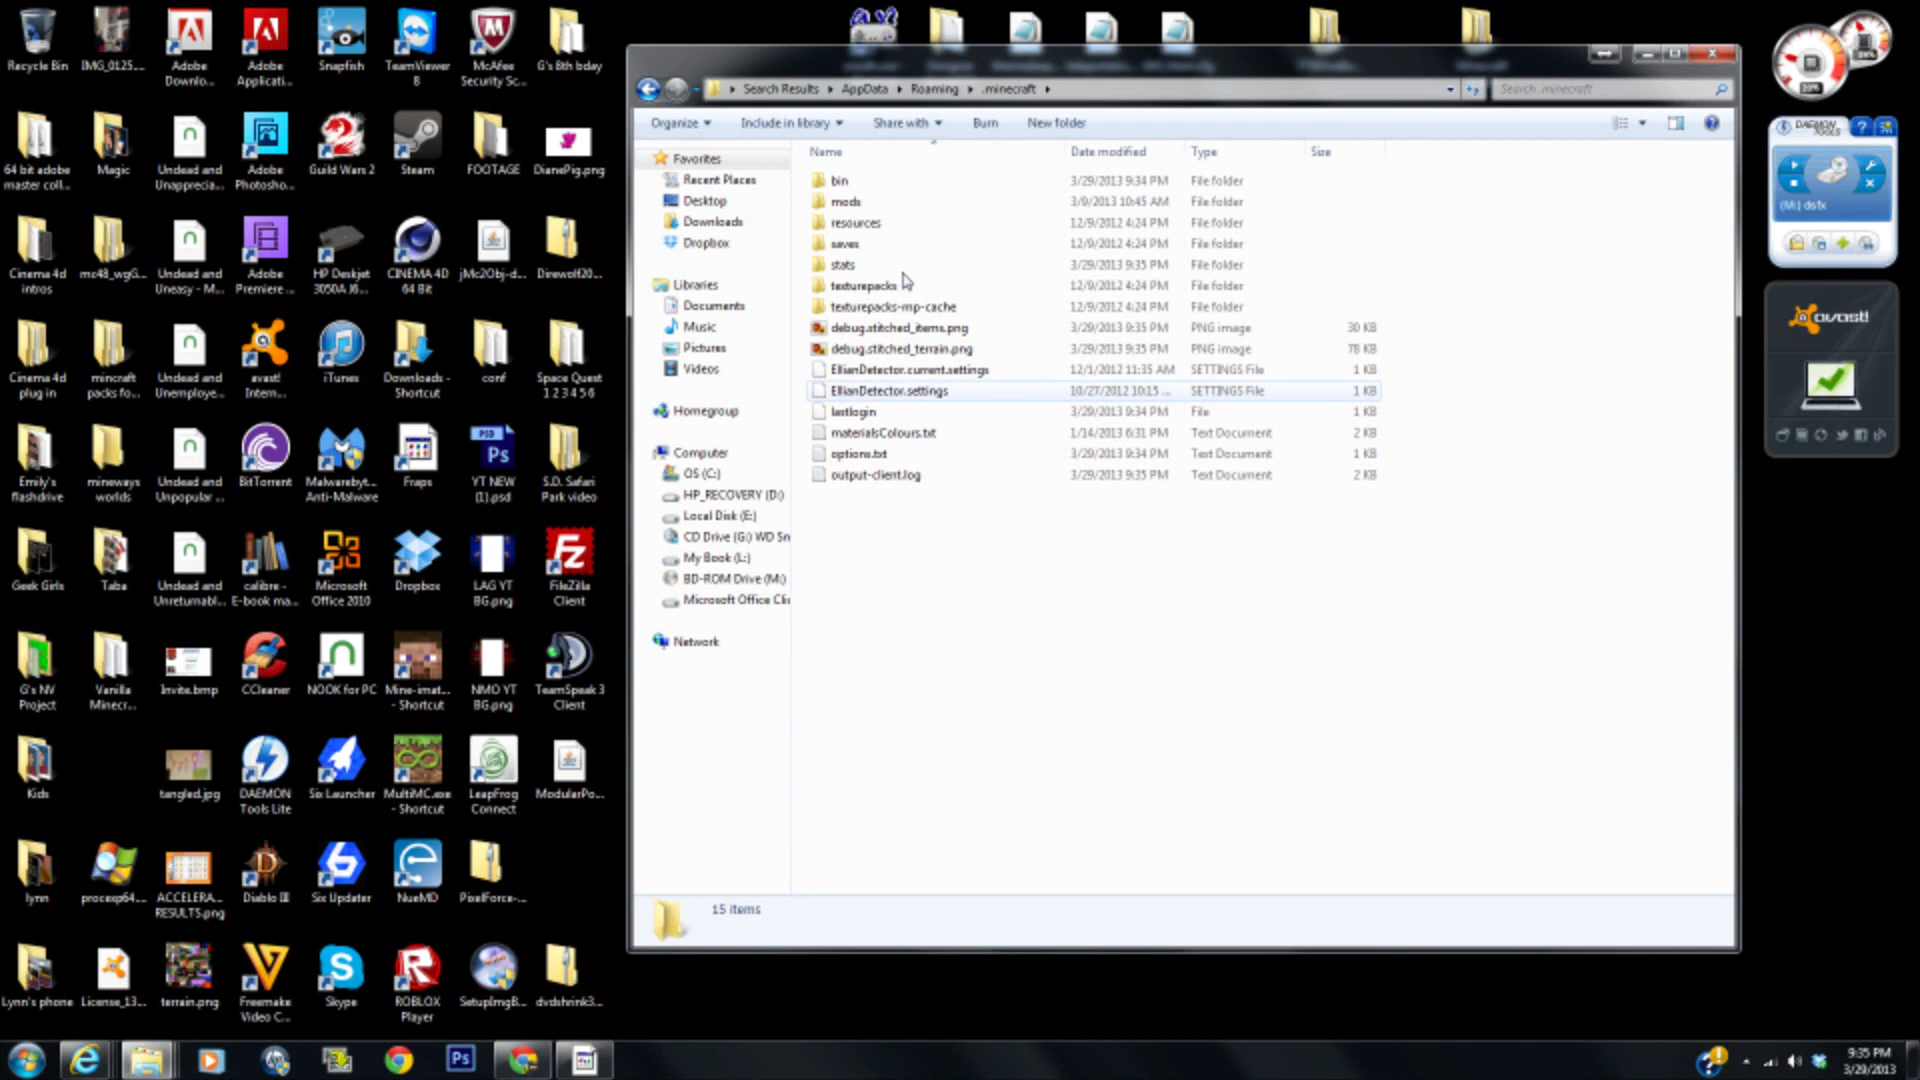 Recycle Bin
IMG_0125...
Adobe Downlo...
Adobe Applicati...
Snapfish
TeamViewer 8
McAfee Security Sc...
G's 8th bday
64 bit adobe master coll...
Magic
Undead and Unapprecia...
Adobe Photosho...
Guild Wars 2
Steam
FOOTAGE
DianePig.png
Cinema 4d intros
mc48_wgG...
Undead and Uneasy - M...
Adobe Premiere ...
HP Deskjet 3050A J6...
CINEMA 4D 64 Bit
jMc2Obj-d...
Direwolf20...
Cinema 4d plug in
mincraft packs fo...
Undead and Unemploye...
avast! Intern...
iTunes
Downloads - Shortcut
conf
Space Quest 1 2 3 4 5 6
Emily's flashdrive
mineways worlds
Undead and Unpopular ...
BitTorrent
Malwarebyt... Anti-Malware
Fraps
YT NEW (1).psd
S.D. Safari Park video
Geek Girls
Taba
Undead and Unreturnabl...
calibre - E-book ma...
Microsoft Office 2010
Dropbox
LAG YT BG.png
FileZilla Client
G's NV Project
Vanilla Minecr...
Invite.bmp
CCleaner
NOOK for PC
Mine-imat... - Shortcut
NMO YT BG.png
TeamSpeak 3 Client
Kids
tangled.jpg
DAEMON Tools Lite
Six Launcher
MultiMC.exe - Shortcut
LeapFrog Connect
ModularPo...
lynn
procexp64...
ACCELERA... RESULTS.png
Diablo III
Six Updater
NueMD
PixelForce-...
Lynn's phone
License_13...
terrain.png
Freemake Video C...
Skype
ROBLOX Player
SetupImgB...
dvdshrink3...
Search Results AppData Roaming .minecraft
Search .minecraft
Organize Include in library Share with Burn New folder
Favorites
Recent Places
Desktop
Downloads
Dropbox
Libraries
Documents
Music
Pictures
Videos
Homegroup
Computer
OS (C:)
HP_RECOVERY (D:)
Local Disk (E:)
CD Drive (G:) WD Sn
My Book (L:)
BD-ROM Drive (M:)
Microsoft Office Clic
Network
Name Date modified Type Size
bin 3/29/2013 9:34 PM File folder
mods 3/9/2013 10:45 AM File folder
resources 12/9/2012 4:24 PM File folder
saves 12/9/2012 4:24 PM File folder
stats 3/29/2013 9:35 PM File folder
texturepacks 12/9/2012 4:24 PM File folder
texturepacks-mp-cache 12/9/2012 4:24 PM File folder
debug.stitched_items.png 3/29/2013 9:35 PM PNG image 30 KB
debug.stitched_terrain.png 3/29/2013 9:35 PM PNG image 78 KB
EllianDetector.current.settings 12/1/2012 11:35 AM SETTINGS File 1 KB
EllianDetector.settings 10/27/2012 10:15 ... SETTINGS File 1 KB
lastlogin 3/29/2013 9:34 PM File 1 KB
materialsColours.txt 1/14/2013 6:31 PM Text Document 2 KB
options.txt 3/29/2013 9:34 PM Text Document 1 KB
output-client.log 3/29/2013 9:35 PM Text Document 2 KB
15 items
DAEMON TOOLS
(M:) dsfx
avast!
9:35 PM
3/29/2013